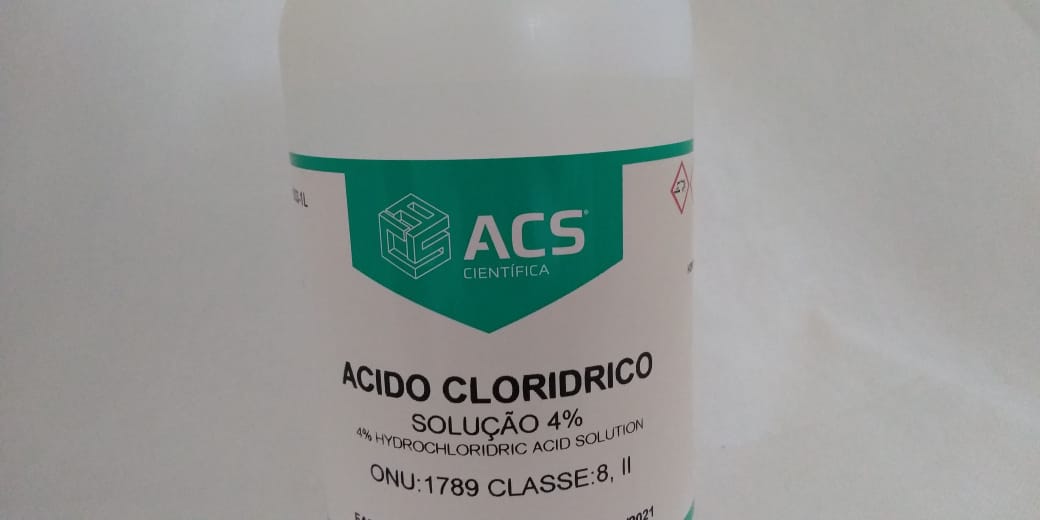 ACS
CIENTÍFICA
ACIDO CLORIDRICO
SOLUÇÃO 4%
4% HYDROCHLORIDRIC ACID SOLUTION
ONU:1789 CLASSE:8, II